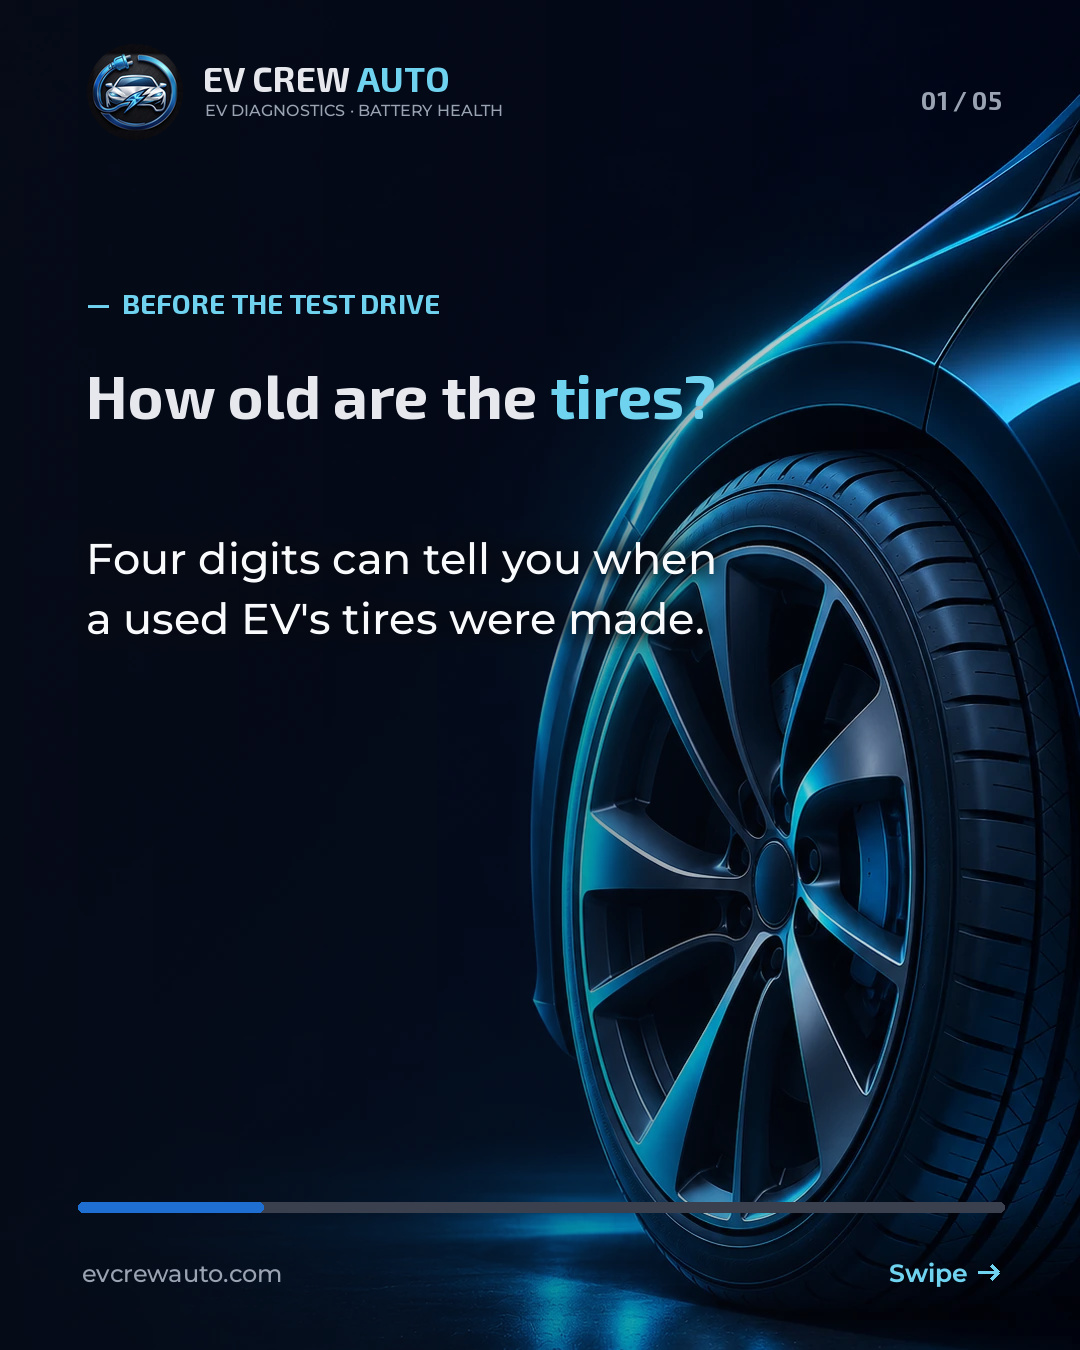 EV CREW AUTO
EV DIAGNOSTICS · BATTERY HEALTH
01 / 05
— BEFORE THE TEST DRIVE
How old are the tires?
Four digits can tell you when
a used EV's tires were made.
evcrewauto.com
Swipe →